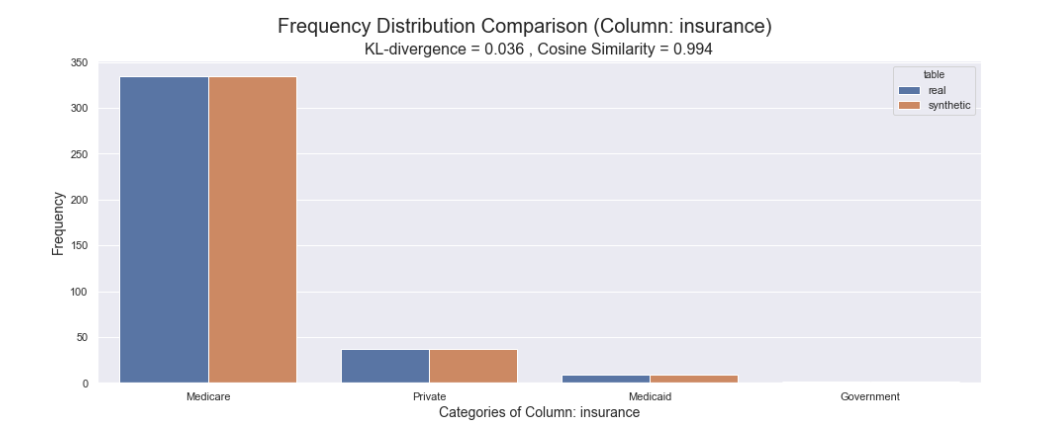 Frequency Distribution Comparison (Column: insurance)
KL-divergence = 0.036 , Cosine Similarity = 0.994
table
real
synthetic
350
300
250
200
150
100
50
0
Frequency
Medicare Private Medicaid Government
Categories of Column: insurance